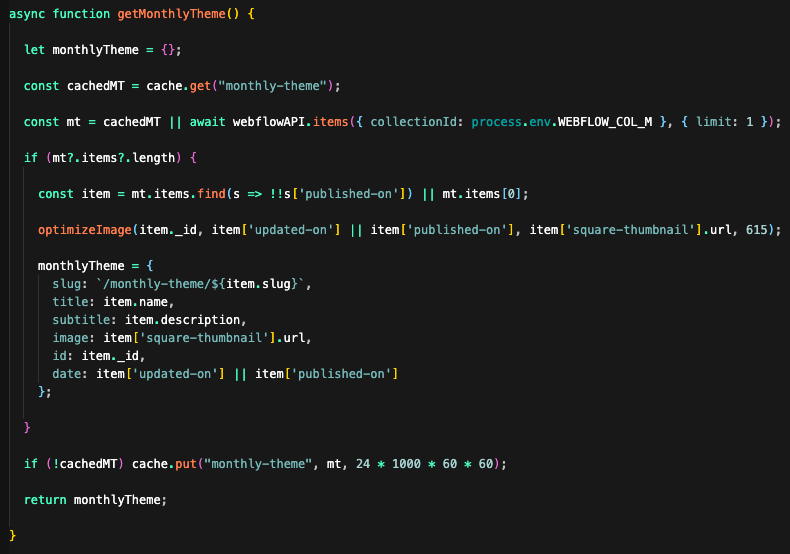 async function getMonthlyTheme() {
let monthlyTheme = {};
const cachedMT = cache.get("monthly-theme");
const mt = cachedMT || await webflowAPI.items({ collectionId: process.env.WEBFLOW_COL_M }, { limit: 1 });
if (mt?.items?.length) {
const item = mt.items.find(s => !!s['published-on']) || mt.items[0];
optimizeImage(item._id, item['updated-on'] || item['published-on'], item['square-thumbnail'].url, 615);
monthlyTheme = {
slug: `/monthly-theme/${item.slug}`,
title: item.name,
subtitle: item.description,
image: item['square-thumbnail'].url,
id: item._id,
date: item['updated-on'] || item['published-on']
};
}
if (!cachedMT) cache.put("monthly-theme", mt, 24 * 1000 * 60 * 60);
return monthlyTheme;
}